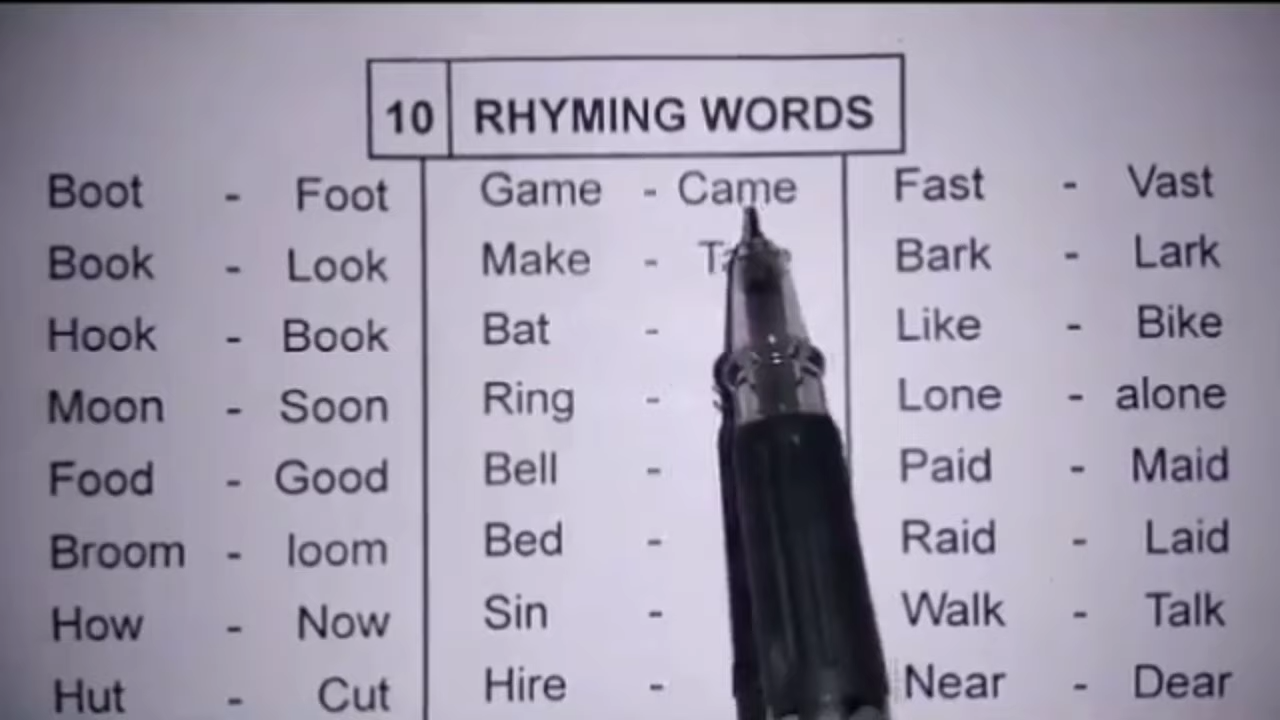 10 RHYMING WORDS
Boot - Foot
Book - Look
Hook - Book
Moon - Soon
Food - Good
Broom - loom
How - Now
Hut - Cut
Game - Came
Make -
Bat -
Ring -
Bell -
Bed -
Sin -
Hire -
Fast - Vast
Bark - Lark
Like - Bike
Lone - alone
Paid - Maid
Raid - Laid
Walk - Talk
Near - Dear